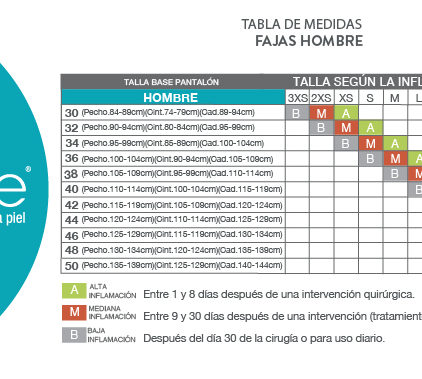 TABLA DE MEDIDAS
FAJAS HOMBRE
TALLA BASE PANTALÓN TALLA SEGÚN LA INFL
HOMBRE 3XS 2XS XS S M L
30 (Pecho.84-89cm)(Cint.74-79cm)(Cad.89-94cm) B M A
32 (Pecho.90-94cm)(Cint.80-84cm)(Cad.95-99cm) B M A
34 (Pecho.95-99cm)(Cint.85-89cm)(Cad.100-104cm) B M A
36 (Pecho.100-104cm)(Cint.90-94cm)(Cad.105-109cm) B M A
38 (Pecho.105-109cm)(Cint.95-99cm)(Cad.110-114cm) B M
40 (Pecho.110-114cm)(Cint.100-104cm)(Cad.115-119cm) B
42 (Pecho.115-119cm)(Cint.105-109cm)(Cad.120-124cm)
44 (Pecho.120-124cm)(Cint.110-114cm)(Cad.125-129cm)
46 (Pecho.125-129cm)(Cint.115-119cm)(Cad.130-134cm)
48 (Pecho.130-134cm)(Cint.120-124cm)(Cad.135-139cm)
50 (Pecho.135-139cm)(Cint.125-129cm)(Cad.140-144cm)
e®
a piel
A ALTA INFLAMACIÓN Entre 1 y 8 días después de una intervención quirúrgica.
M MEDIANA INFLAMACIÓN Entre 9 y 30 días después de una intervención (tratamient
B BAJA INFLAMACIÓN Después del día 30 de la cirugía o para uso diario.